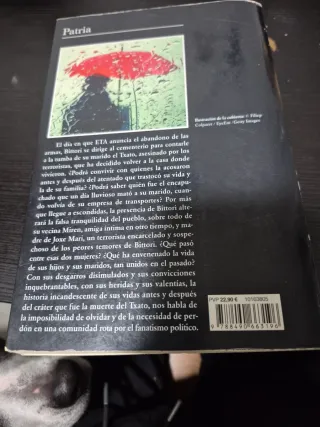 Patria
Ilustración de la cubierta: © Filip
Getty Images
El día en que ETA anuncia el abandono de las
armas, Bittori se dirige al cementerio para contarle
a la tumba de su marido el Txato, asesinado por los
terroristas, que ha decidido volver a la casa donde
vivieron. ¿Podrá convivir con quienes la acosaron
antes y después del atentado que trastocó su vida y
la de su familia? ¿Podrá saber quién fue el encapu-
chado que un día lluvioso mató a su marido, cuan-
do volvía de su empresa de transportes? Por más
que llegue a escondidas, la presencia de Bittori alte-
rará la falsa tranquilidad del pueblo, sobre todo de
su vecina Miren, amiga íntima en otro tiempo, y ma-
dre de Joxe Mari, un terrorista encarcelado y sospe-
choso de los peores temores de Bittori. ¿Qué pasó
entre esas dos mujeres? ¿Qué ha envenenado la vida
de sus hijos y sus maridos, tan unidos en el pasado?
Con sus desgarros disimulados y sus convicciones
inquebrantables, con sus heridas y sus valentías, la
historia incandescente de sus vidas antes y después
del cráter que fue la muerte del Txato, nos habla de
la imposibilidad de olvidar y de la necesidad de per-
dón en una comunidad rota por el fanatismo político.
PVP 22,90 € 10163805
9 788490 663196